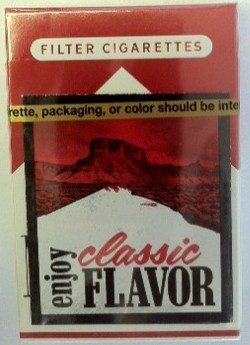 FILTER CIGARETTES
rette, packaging, or color should be inte
enjoy
classic
FLAVOR